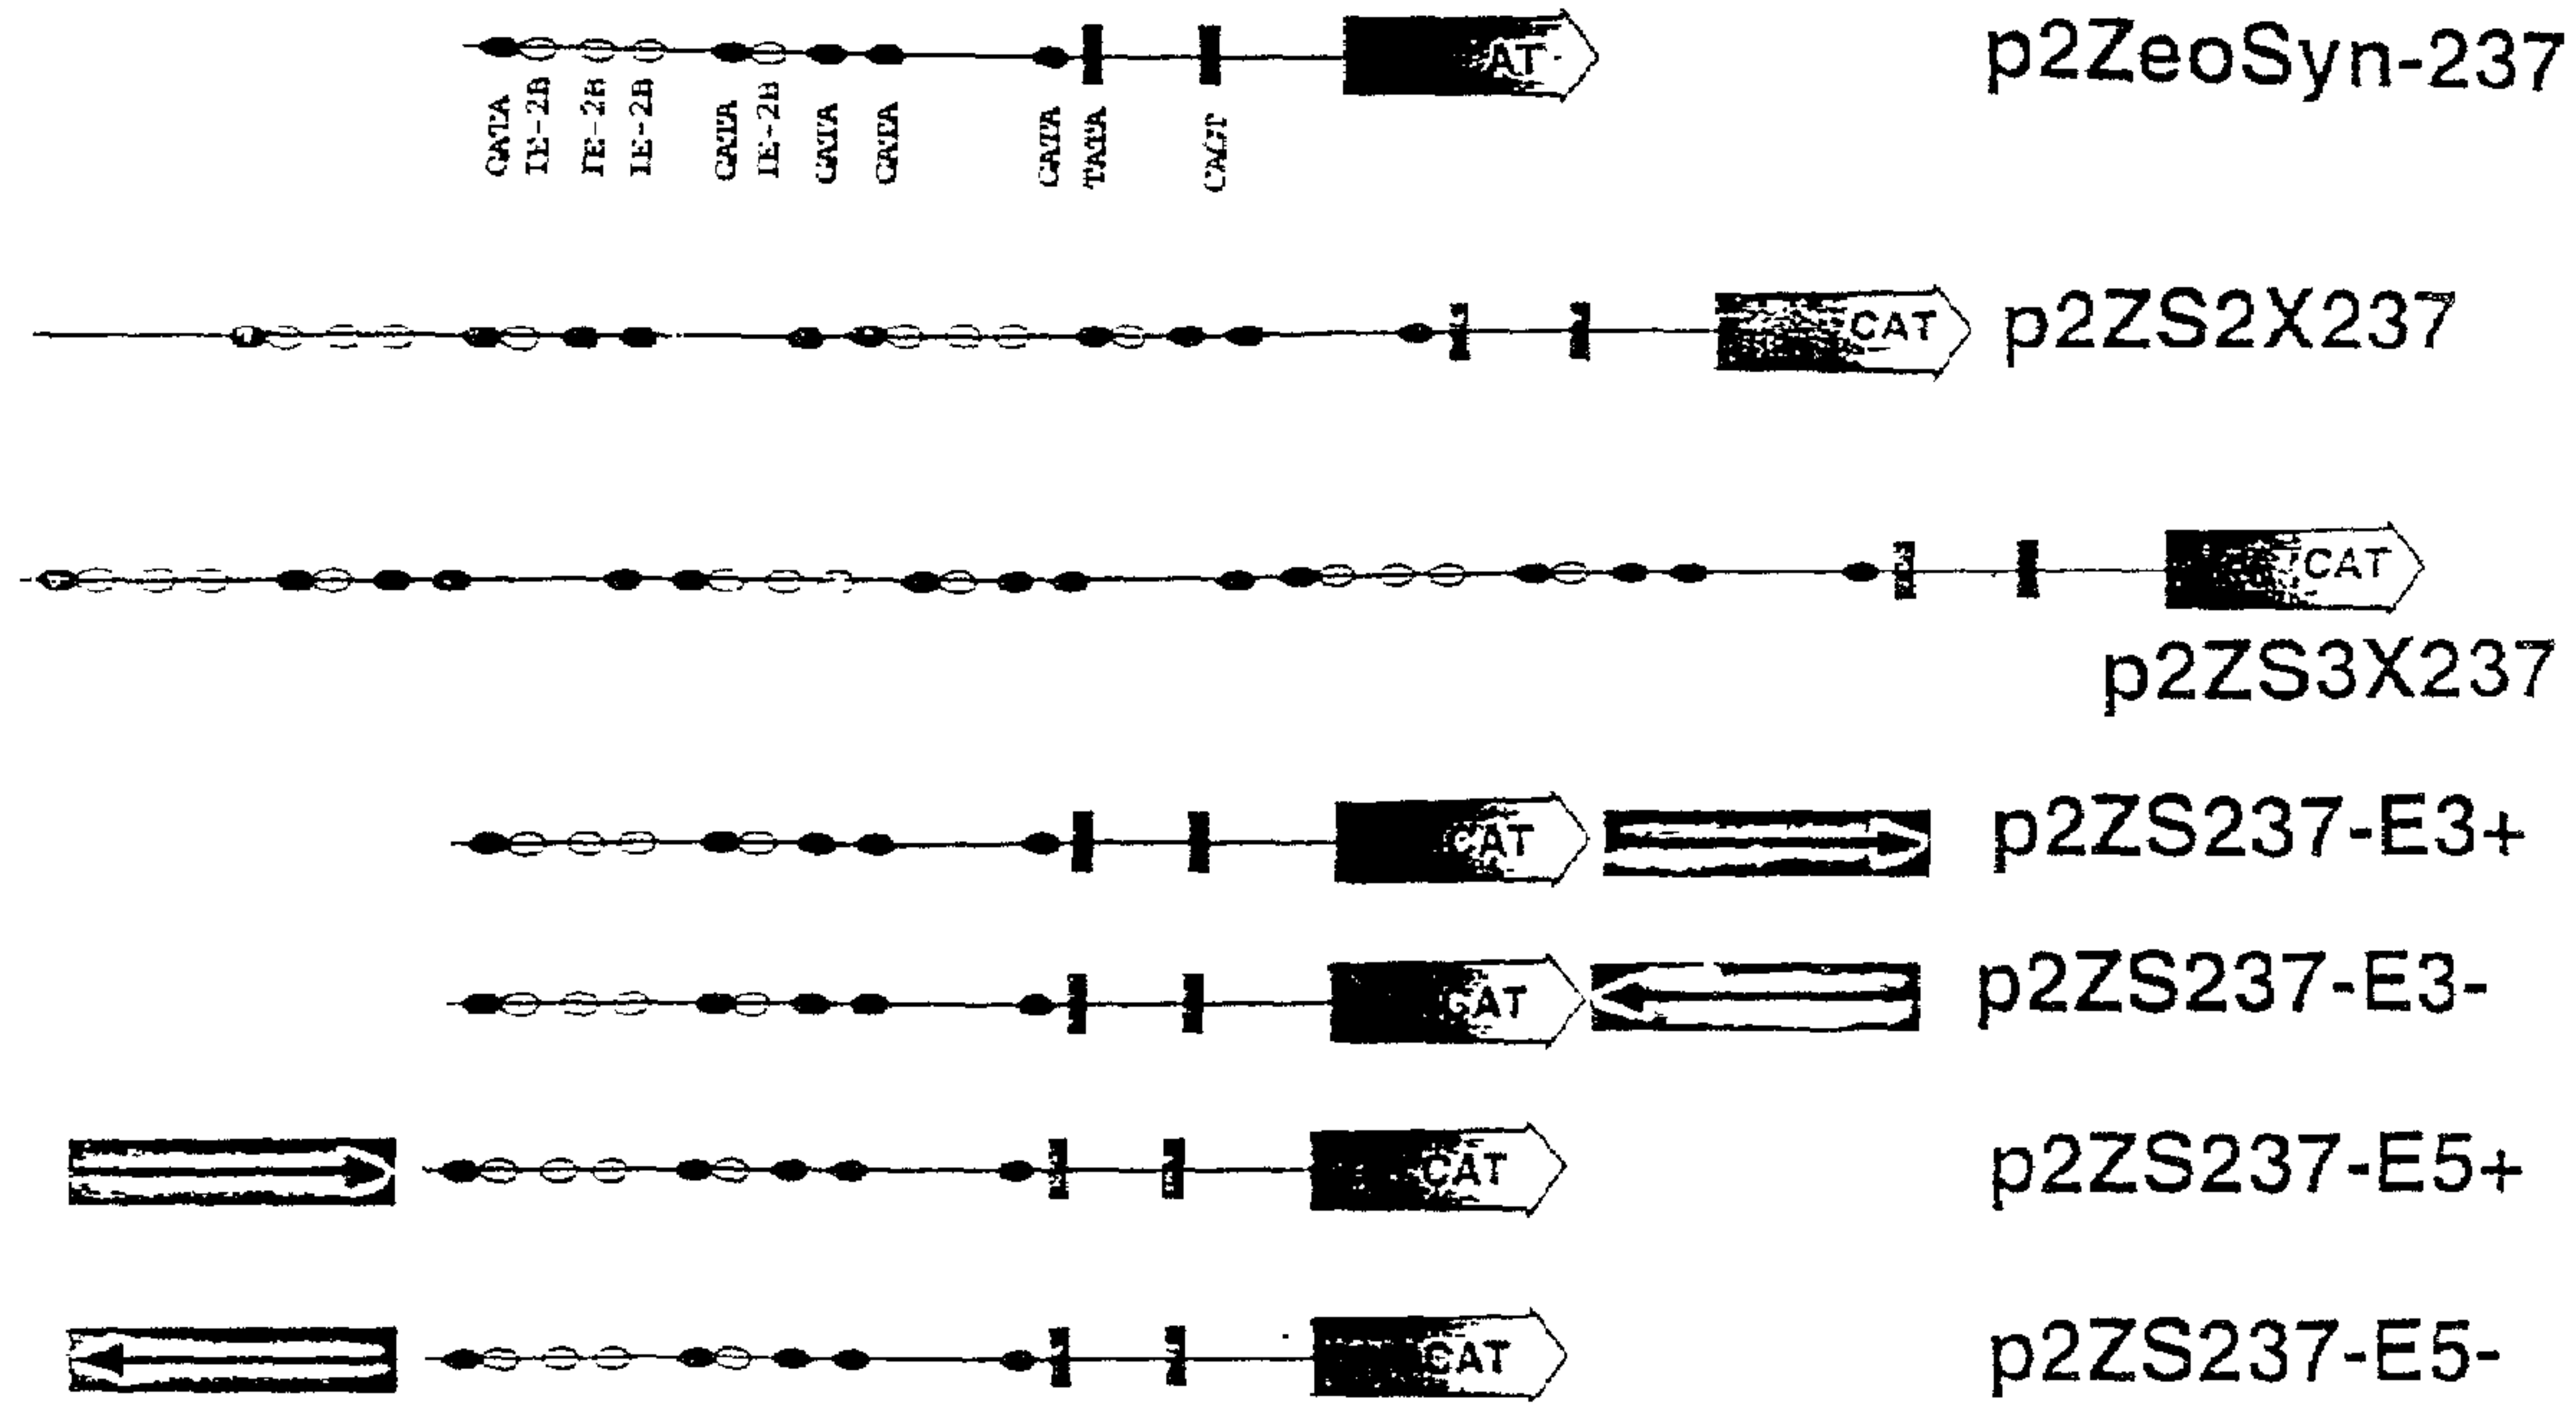 AT p2ZeoSyn-237
GATA IE-2B IE-2B IE-2B GATA IE-2B GATA GATA GATA TATA CAGT
CAT p2ZS2X237
CAT
p2ZS3X237
CAT p2ZS237-E3+
CAT p2ZS237-E3-
CAT p2ZS237-E5+
CAT p2ZS237-E5-